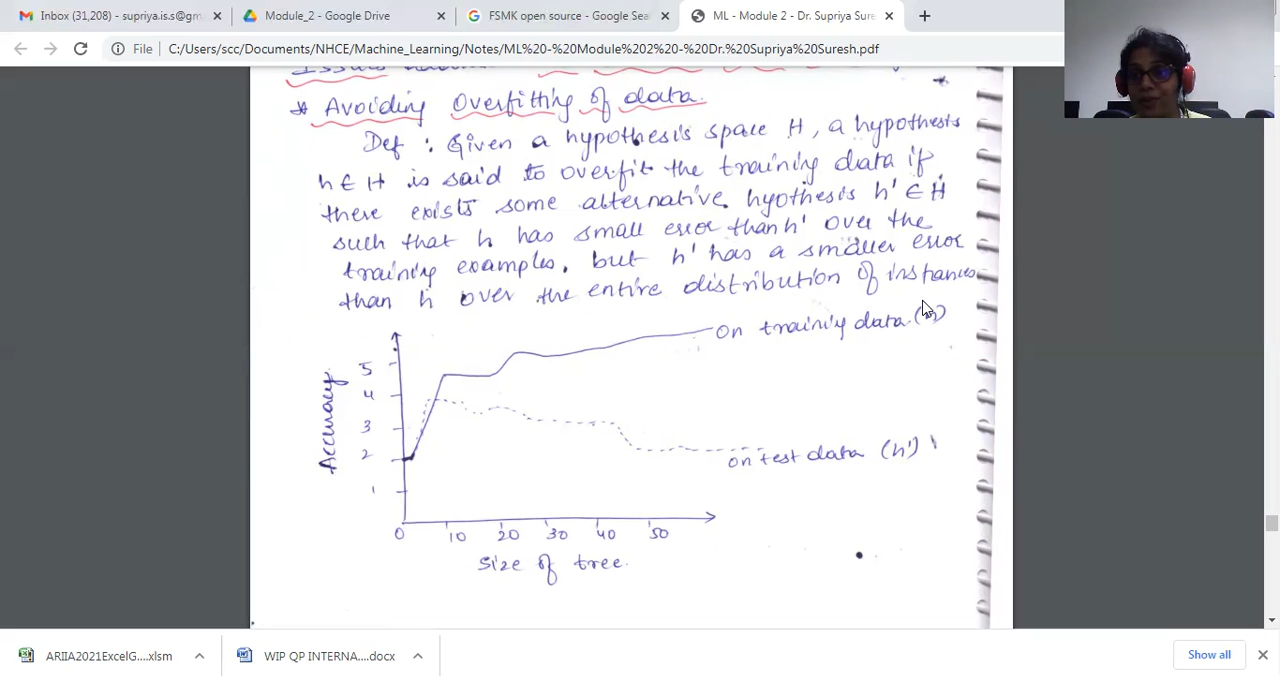 Inbox (31,208) - supriya.is.s@gm
Module_2 - Google Drive
FSMK open source - Google Sea
ML - Module 2 - Dr. Supriya Sure
File
C:/Users/scc/Documents/NHCE/Machine_Learning/Notes/ML%20-%20Module%202%20-%20Dr.%20Supriya%20Suresh.pdf
* Avoiding Overfitting of data.
Def : Given a hypothesis space H, a hypothesis
h ∈ H is said to overfit the training data if
there exists some alternative hyothesis h' ∈ H
such that h has small error than h' over the
training examples, but h' has a smaller error
than h over the entire distribution of instances
On training data (h)
5
4
3
2
1
Accuracy
On test data (h')
0 10 20 30 40 50
Size of tree.
ARIIA2021ExcelG....xlsm
WIP QP INTERNA....docx
Show all